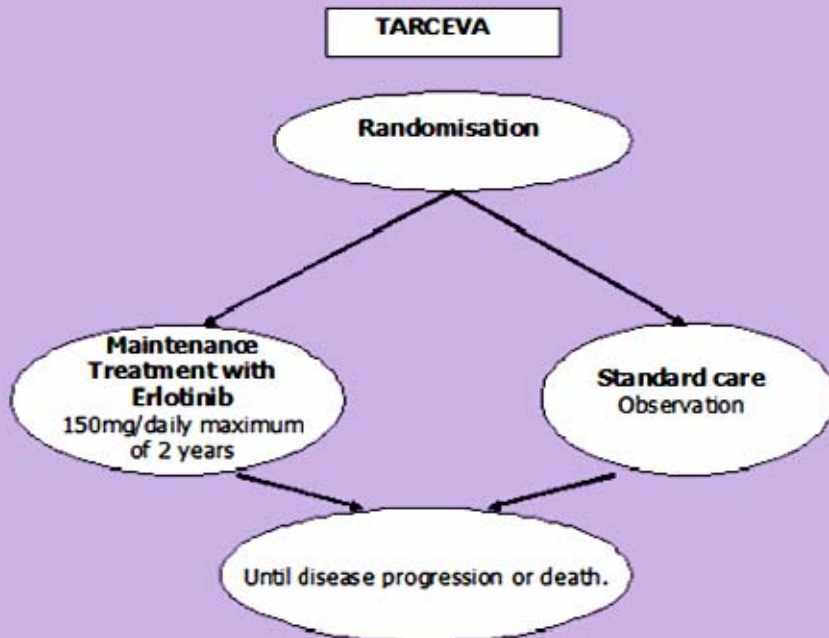 TARCEVA
Randomisation
Maintenance
Treatment with
Erlotinib
150mg/daily maximum
of 2 years
Standard care
Observation
Until disease progression or death.